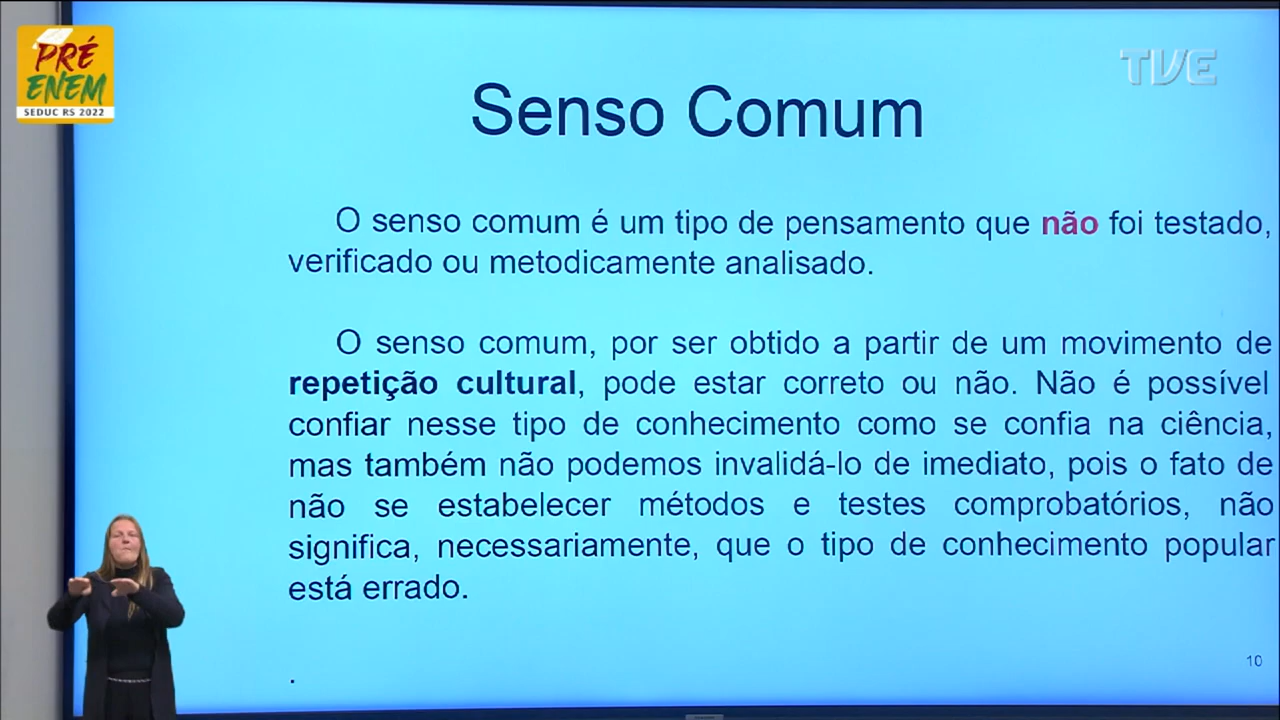 PRÉ
ENEM
SEDUC RS 2022
TVE
Senso Comum
O senso comum é um tipo de pensamento que não foi testado,
verificado ou metodicamente analisado.
O senso comum, por ser obtido a partir de um movimento de
repetição cultural, pode estar correto ou não. Não é possível
confiar nesse tipo de conhecimento como se confia na ciência,
mas também não podemos invalidá-lo de imediato, pois o fato de
não se estabelecer métodos e testes comprobatórios, não
significa, necessariamente, que o tipo de conhecimento popular
está errado.
.
10